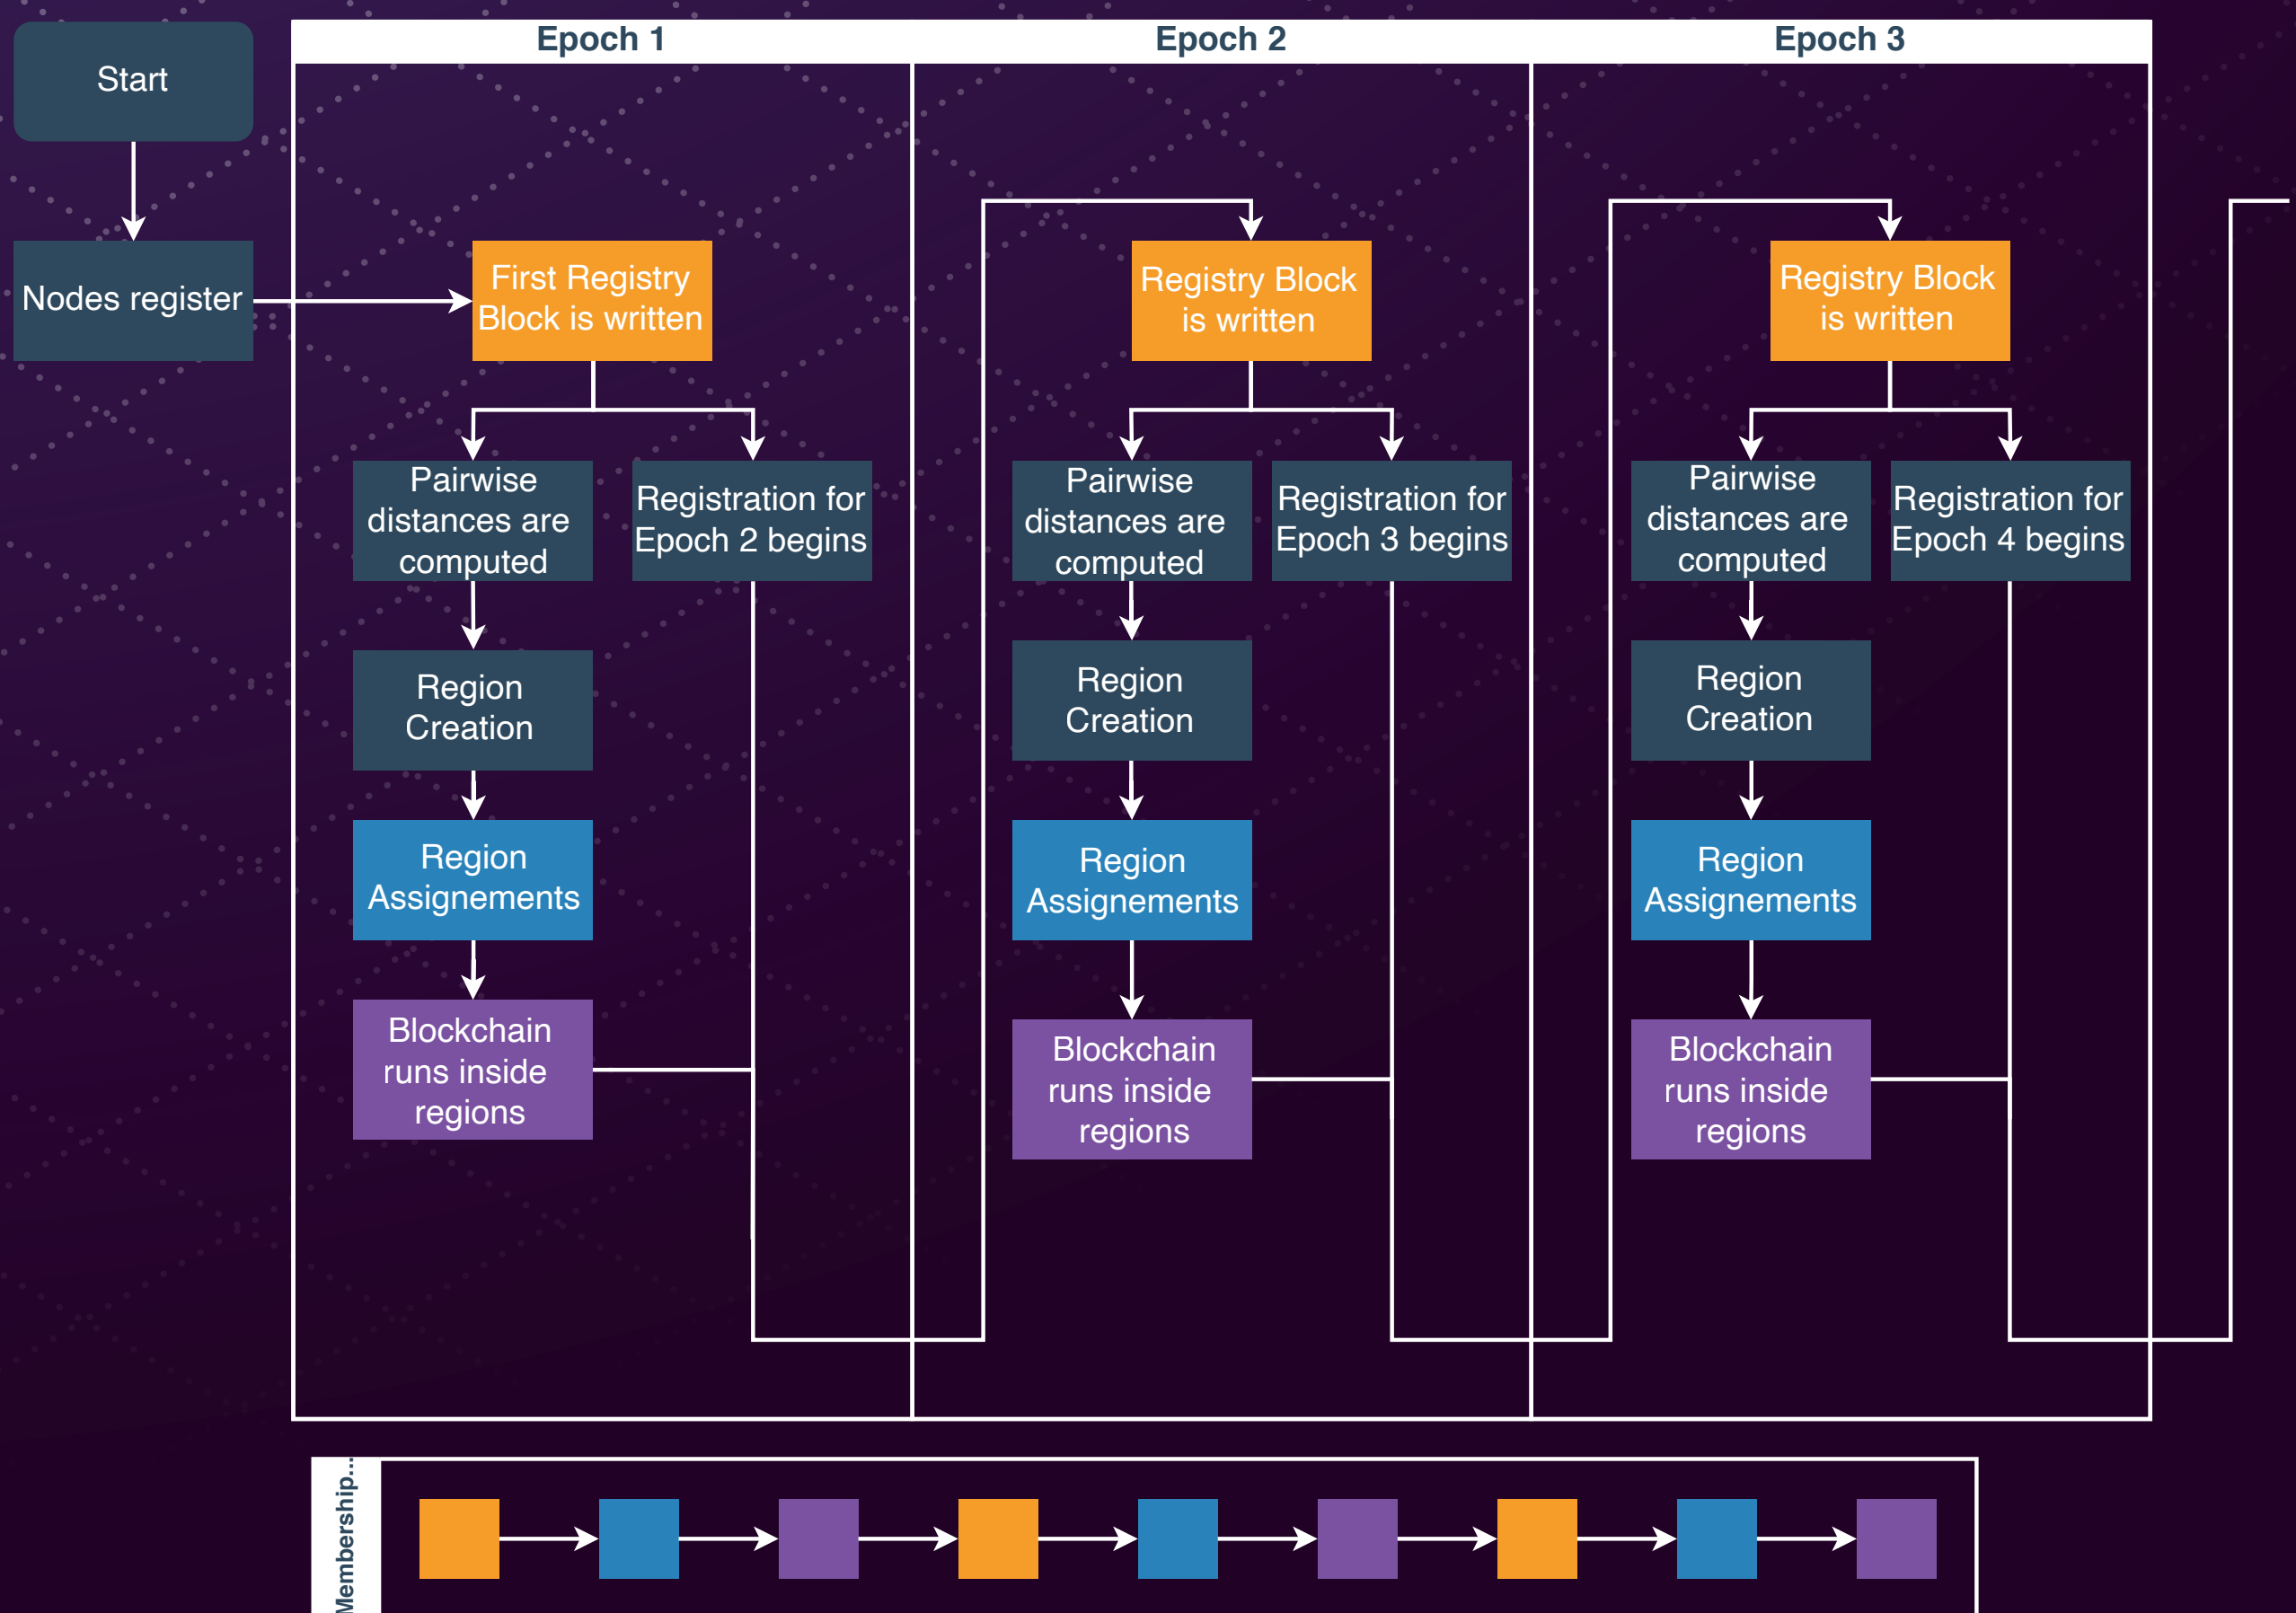 Start
Nodes register
Epoch 1
First Registry
Block is written
Pairwise
distances are
computed
Registration for
Epoch 2 begins
Region
Creation
Region
Assignements
Blockchain
runs inside
regions
Epoch 2
Registry Block
is written
Pairwise
distances are
computed
Registration for
Epoch 3 begins
Region
Creation
Region
Assignements
Blockchain
runs inside
regions
Epoch 3
Registry Block
is written
Pairwise
distances are
computed
Registration for
Epoch 4 begins
Region
Creation
Region
Assignements
Blockchain
runs inside
regions
Membership...